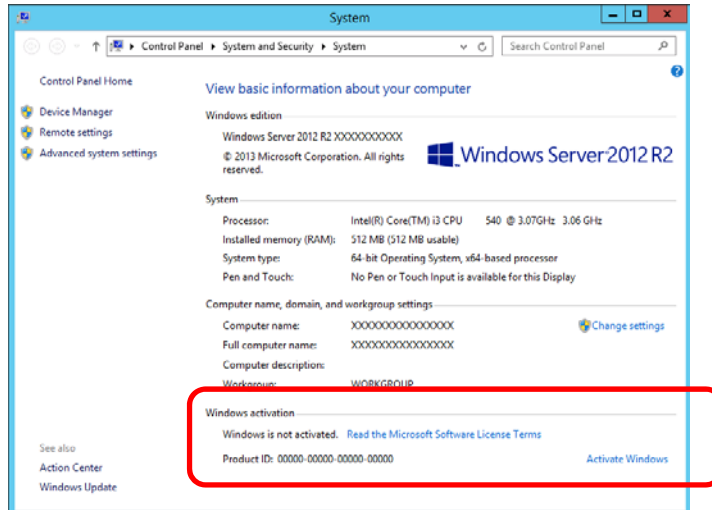 System
Control Panel ▸ System and Security ▸ System
Search Control Panel
Control Panel Home
Device Manager
Remote settings
Advanced system settings
View basic information about your computer
Windows edition
Windows Server 2012 R2 XXXXXXXXXX
© 2013 Microsoft Corporation. All rights
reserved.
Windows Server 2012 R2
System
Processor: Intel(R) Core(TM) i3 CPU 540 @ 3.07GHz 3.06 GHz
Installed memory (RAM): 512 MB (512 MB usable)
System type: 64-bit Operating System, x64-based processor
Pen and Touch: No Pen or Touch Input is available for this Display
Computer name, domain, and workgroup settings
Computer name: XXXXXXXXXXXXXXX Change settings
Full computer name: XXXXXXXXXXXXXXX
Computer description:
Workgroup: WORKGROUP
Windows activation
Windows is not activated. Read the Microsoft Software License Terms
Product ID: 00000-00000-00000-00000 Activate Windows
See also
Action Center
Windows Update